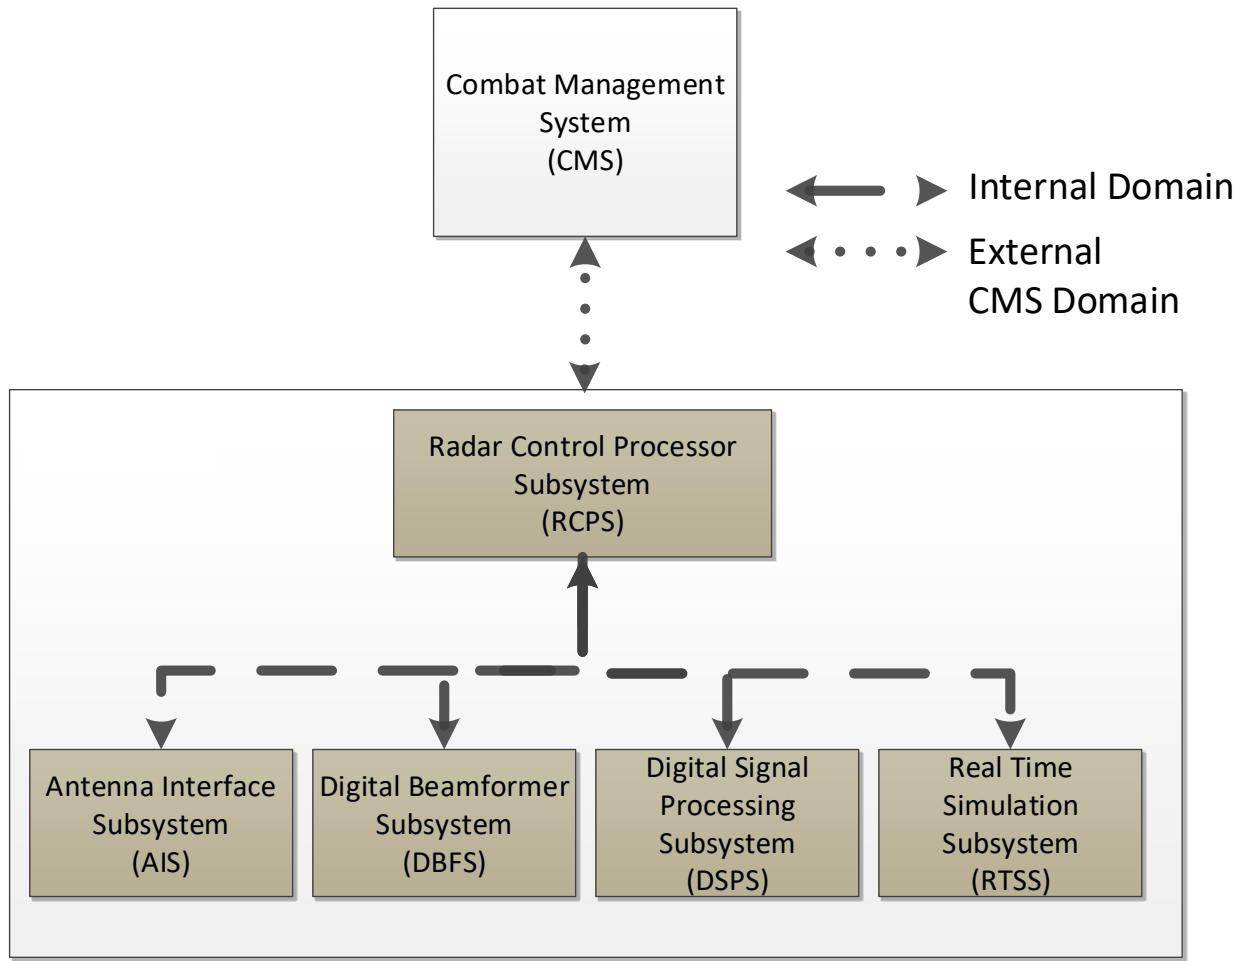 Combat Management
System
(CMS)
Internal Domain
External
CMS Domain
Radar Control Processor
Subsystem
(RCPS)
Antenna Interface
Subsystem
(AIS)
Digital Beamformer
Subsystem
(DBFS)
Digital Signal
Processing
Subsystem
(DSPS)
Real Time
Simulation
Subsystem
(RTSS)